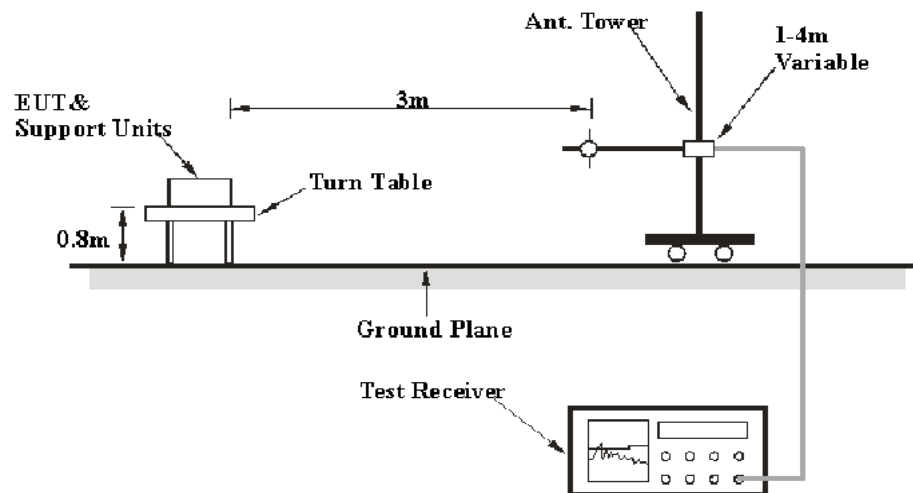 Ant. Tower
1-4m
Variable
EUT&
Support Units
3m
Turn Table
0.8m
Ground Plane
Test Receiver